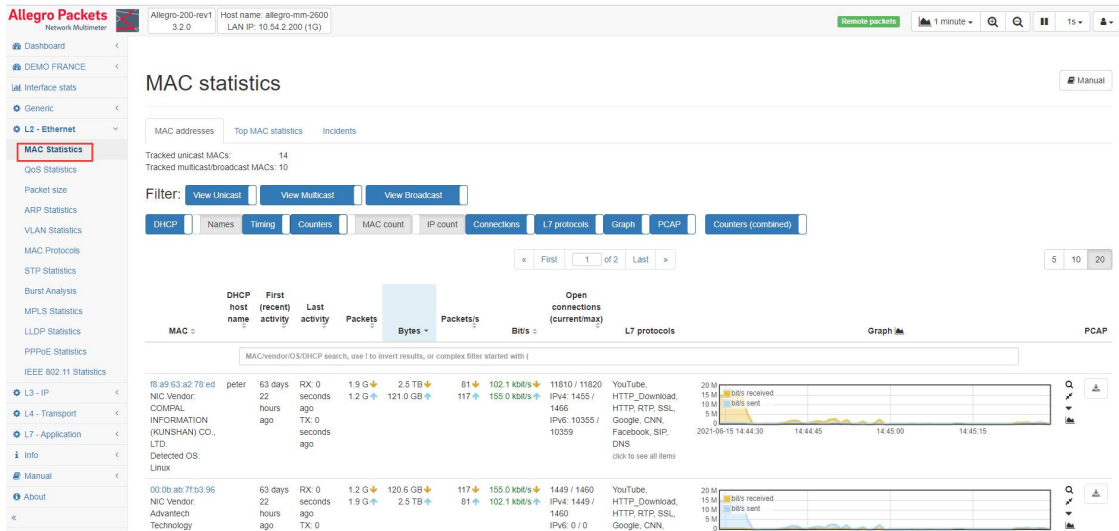 Allegro Packets
Network Multimeter
Allegro-200-rev1
3.2.0
Host name: allegro-mm-2600
LAN IP: 10.54.2.200 (1G)
Remote packets
1 minute
1s
Dashboard
DEMO FRANCE
Interface stats
Generic
L2 - Ethernet
MAC Statistics
QoS Statistics
Packet size
ARP Statistics
VLAN Statistics
MAC Protocols
STP Statistics
Burst Analysis
MPLS Statistics
LLDP Statistics
PPPoE Statistics
IEEE 802.11 Statistics
L3 - IP
L4 - Transport
L7 - Application
Info
Manual
About
«
MAC statistics
Manual
MAC addresses Top MAC statistics Incidents
Tracked unicast MACs: 14
Tracked multicast/broadcast MACs: 10
Filter: View Unicast View Multicast View Broadcast
DHCP Names Timing Counters MAC count IP count Connections L7 protocols Graph PCAP Counters (combined)
« First 1 of 2 Last »
5 10 20
MAC
DHCP host name
First (recent) activity
Last activity
Packets
Bytes
Packets/s
Bit/s
Open connections (current/max)
L7 protocols
Graph
PCAP
MAC/vendor/OS/DHCP search, use ! to invert results, or complex filter started with (
f8:a9:63:a2:78:ed
NIC Vendor:
COMPAL
INFORMATION
(KUNSHAN) CO.,
LTD.
Detected OS:
Linux
peter
63 days
22
hours
ago
RX: 0
seconds
ago
TX: 0
seconds
ago
1.9 G
1.2 G
2.5 TB
121.0 GB
81
117
102.1 kbit/s
155.0 kbit/s
11810 / 11820
IPv4: 1455 /
1466
IPv6: 10355 /
10359
YouTube,
HTTP_Download,
HTTP, RTP, SSL,
Google, CNN,
Facebook, SIP,
DNS
click to see all items
20 M
15 M
10 M
5 M
0
bit/s received
bit/s sent
2021-06-15 14:44:30 14:44:45 14:45:00 14:45:15
00:0b:ab:7f:b3:96
NIC Vendor:
Advantech
Technology
63 days
22
hours
ago
RX: 0
seconds
ago
TX: 0
1.2 G
1.9 G
120.6 GB
2.5 TB
117
81
155.0 kbit/s
102.1 kbit/s
1449 / 1460
IPv4: 1449 /
1460
IPv6: 0 / 0
YouTube,
HTTP_Download,
HTTP, RTP, SSL,
Google, CNN,
20 M
15 M
10 M
5 M
0
bit/s received
bit/s sent